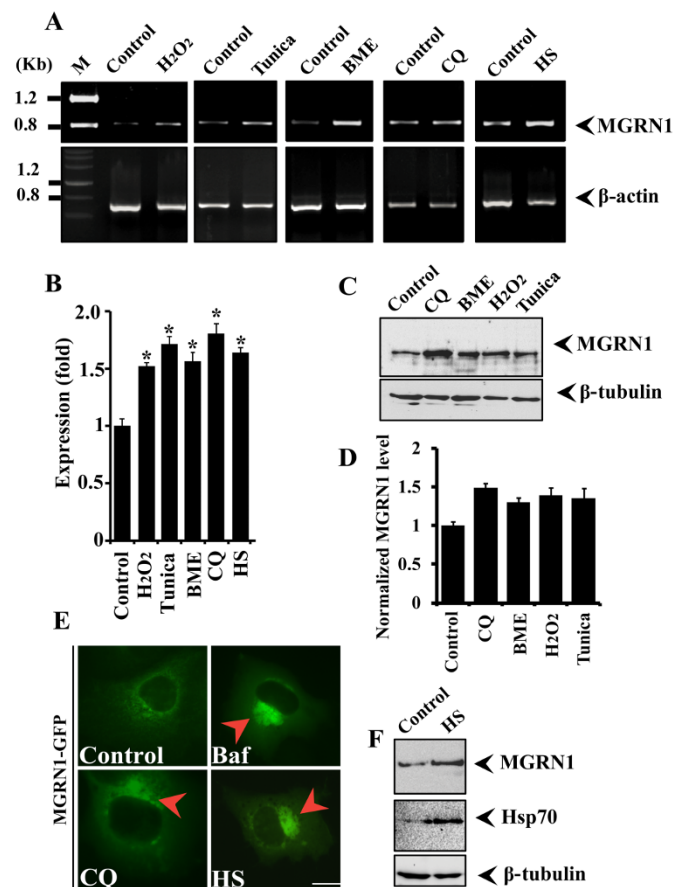 A
(Kb) M Control H2O2 Control Tunica Control BME Control CQ Control HS
1.2
0.8
MGRN1
1.2
0.8
β-actin
B
Expression (fold)
2.0
1.5
1
0.5
0
* * * * *
Control H2O2 Tunica BME CQ HS
C
Control CQ BME H2O2 Tunica
MGRN1
β-tubulin
D
Normalized MGRN1 level
1.5
1.5
1
0.5
0
Control CQ BME H2O2 Tunica
E
MGRN1-GFP
Control
Baf
CQ
HS
F
Control HS
MGRN1
Hsp70
β-tubulin